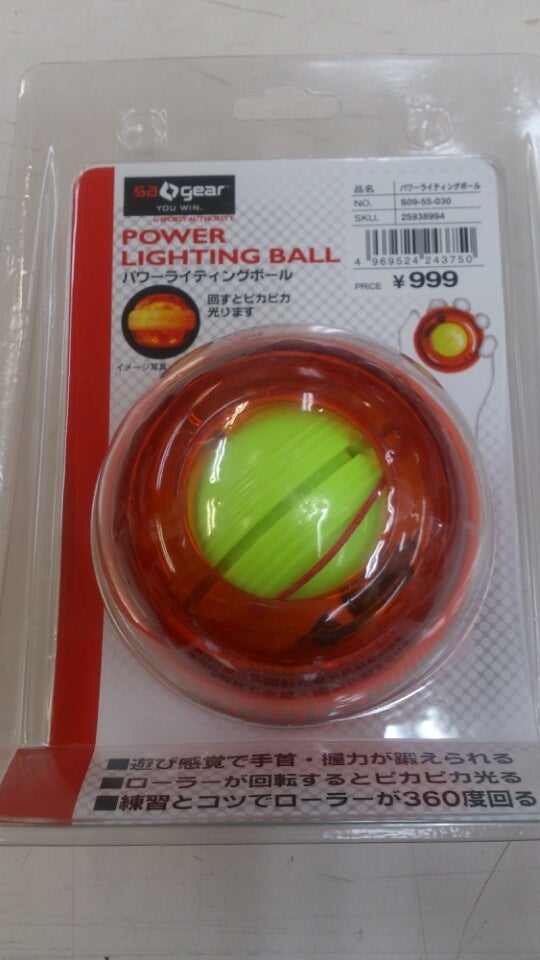 sa gear
YOU WIN.
SPORTS AUTHORITY
POWER
LIGHTING BALL
パワーライティングボール
品名 パワーライティングボール
NO. S09-55-030
SKU. 25938994
4 969524 243750
PRICE ¥999
回すとピカピカ
光ります
イメージ写真
■遊び感覚で手首・握力が鍛えられる
■ローラーが回転するとピカピカ光る
■練習とコツでローラーが360度回る